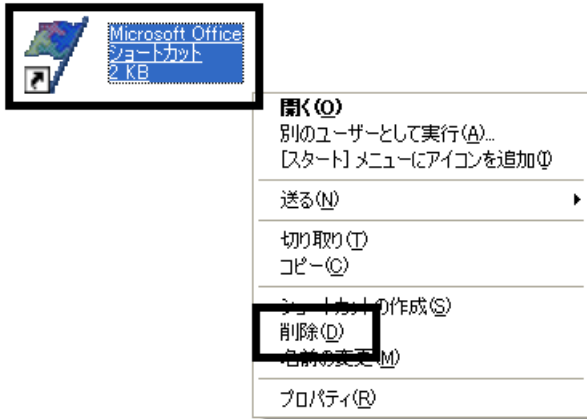 Microsoft Office
ショートカット
2 KB
開く(O)
別のユーザーとして実行(A)...
[スタート] メニューにアイコンを追加(I)
送る(N)
切り取り(T)
コピー(C)
ショートカットの作成(S)
削除(D)
名前の変更(M)
プロパティ(R)